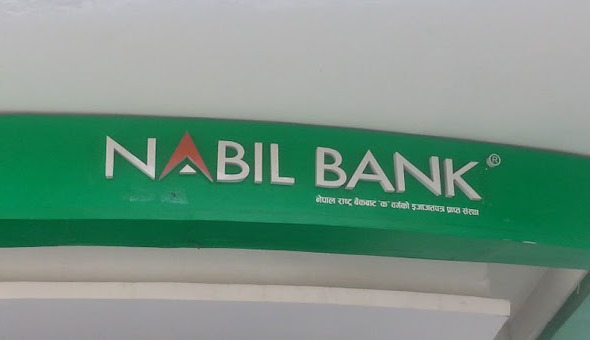 NABIL BANK®
नेपाल राष्ट्र बैंकबाट 'क' वर्गको इजाजतपत्र प्राप्त संस्था